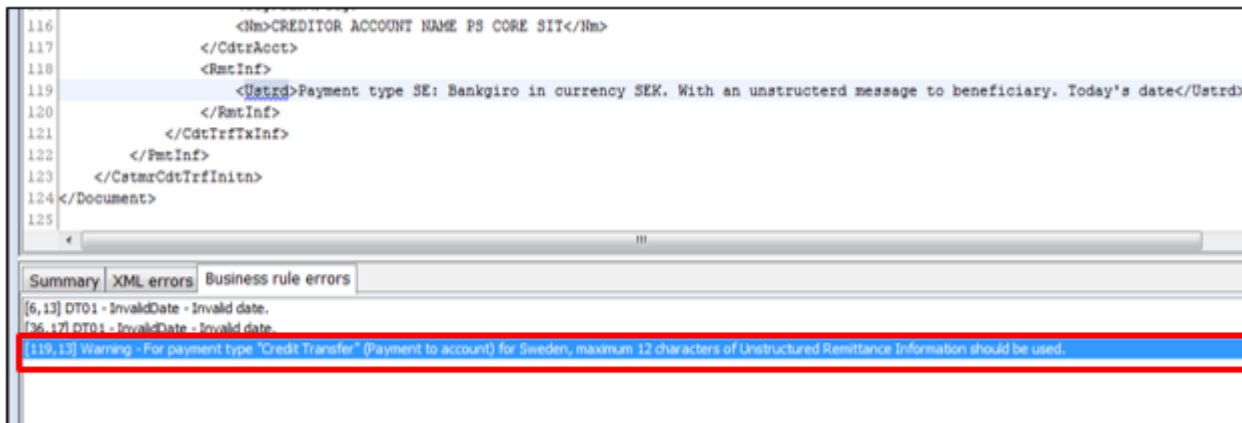 116 <Nm>CREDITOR ACCOUNT NAME PS CORE SIT</Nm>
117 </CdtrAcct>
118 <RmtInf>
119 <Ustrd>Payment type SE: Bankgiro in currency SEK. With an unstructerd message to beneficiary. Today's date</Ustrd>
120 </RmtInf>
121 </CdtTrfTxInf>
122 </PmtInf>
123 </CstmrCdtTrfInitn>
124 </Document>
125
Summary XML errors Business rule errors
[6,13] DT01 - InvalidDate - Invalid date.
[36,17] DT01 - InvalidDate - Invalid date.
[119,13] Warning - For payment type "Credit Transfer" (Payment to account) for Sweden, maximum 12 characters of Unstructured Remittance Information should be used.